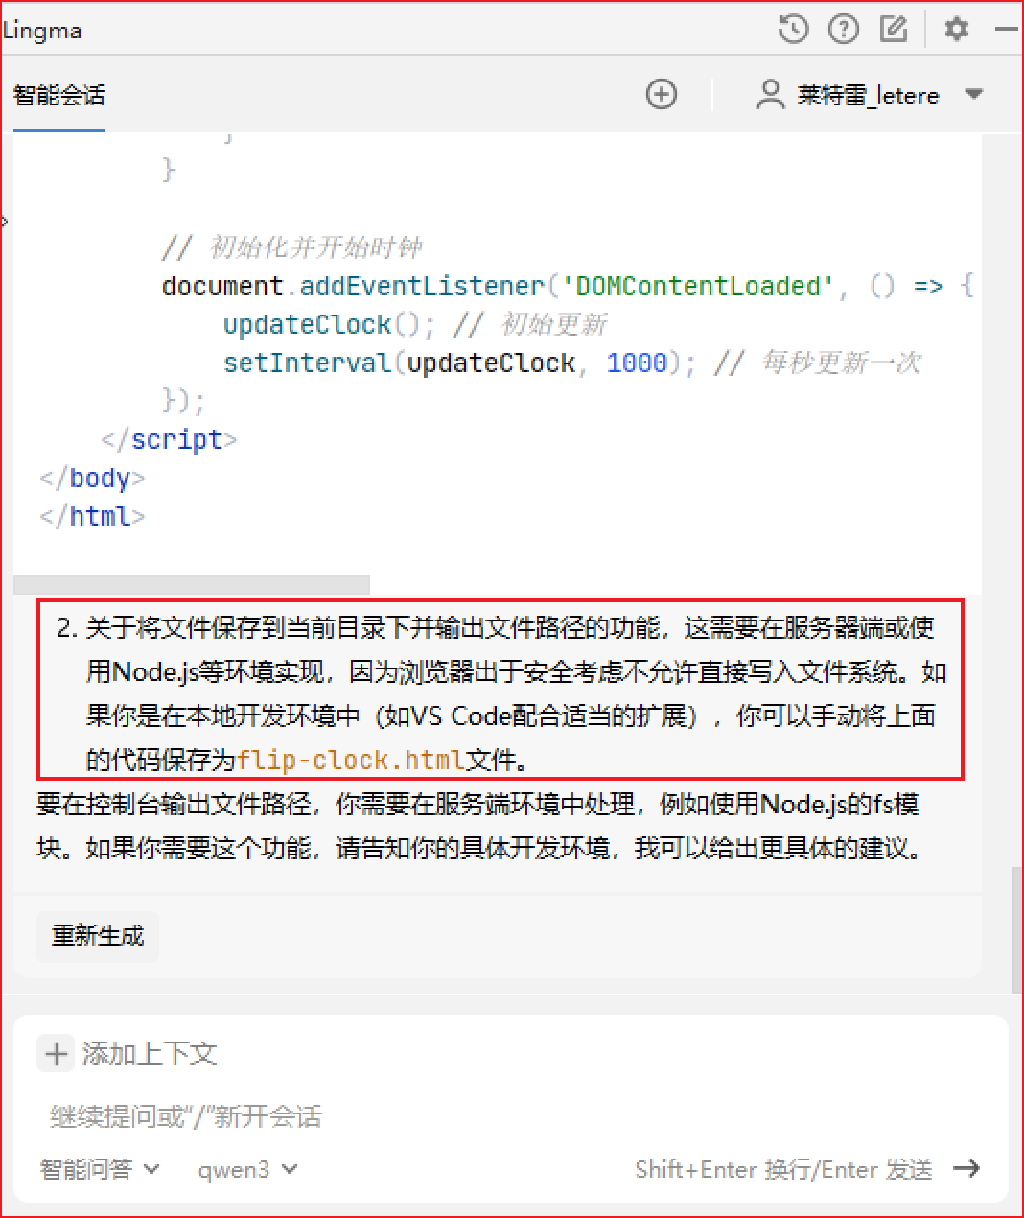 Lingma
智能会话
莱特雷_letere
}
}
// 初始化并开始时钟
document.addEventListener('DOMContentLoaded', () => {
updateClock(); // 初始更新
setInterval(updateClock, 1000); // 每秒更新一次
});
</script>
</body>
</html>
2. 关于将文件保存到当前目录下并输出文件路径的功能，这需要在服务器端或使
用Node.js等环境实现，因为浏览器出于安全考虑不允许直接写入文件系统。如
果你是在本地开发环境中（如VS Code配合适当的扩展），你可以手动将上面
的代码保存为flip-clock.html文件。
要在控制台输出文件路径，你需要在服务端环境中处理，例如使用Node.js的fs模
块。如果你需要这个功能，请告知你的具体开发环境，我可以给出更具体的建议。
重新生成
添加上下文
继续提问或“/”新开会话
智能问答 qwen3 Shift+Enter 换行/Enter 发送